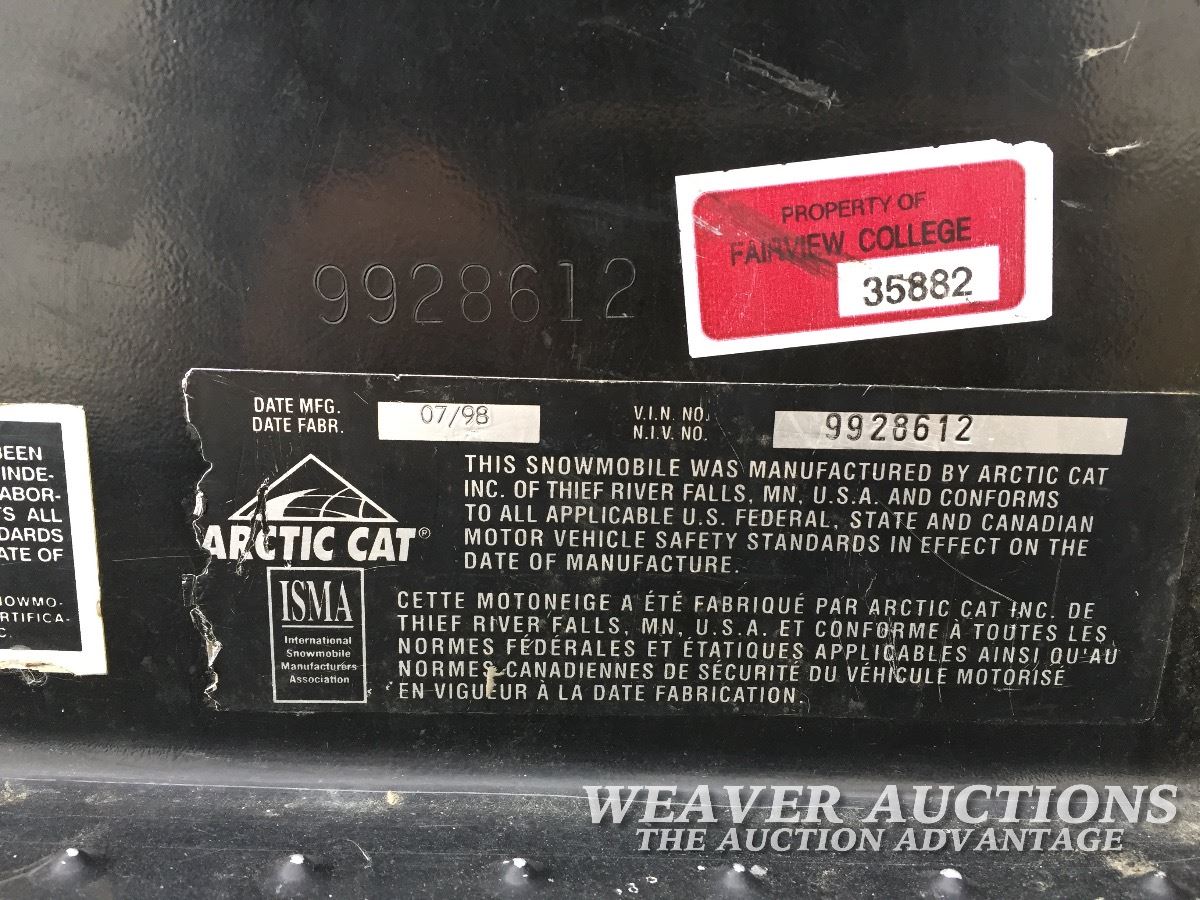 PROPERTY OF
FAIRVIEW COLLEGE
35882
9928612
DATE MFG.
DATE FABR.
07/98
V.I.N. NO.
N.I.V. NO.
9928612
THIS SNOWMOBILE WAS MANUFACTURED BY ARCTIC CAT
INC. OF THIEF RIVER FALLS, MN, U.S.A. AND CONFORMS
TO ALL APPLICABLE U.S. FEDERAL, STATE AND CANADIAN
MOTOR VEHICLE SAFETY STANDARDS IN EFFECT ON THE
DATE OF MANUFACTURE.
ARCTIC CAT®
ISMA
International
Snowmobile
Manufacturers
Association
CETTE MOTONEIGE A ÉTÉ FABRIQUÉ PAR ARCTIC CAT INC. DE
THIEF RIVER FALLS, MN, U.S.A. ET CONFORME À TOUTES LES
NORMES FÉDÉRALES ET ÉTATIQUES APPLICABLES AINSI QU'AU
NORMES CANADIENNES DE SÉCURITÉ DU VÉHICULE MOTORISÉ
EN VIGUEUR À LA DATE FABRICATION.
BEEN
INDE-
ABOR-
S ALL
DARDS
ATE OF
OWMO-
RTIFICA-
C.
WEAVER AUCTIONS
THE AUCTION ADVANTAGE